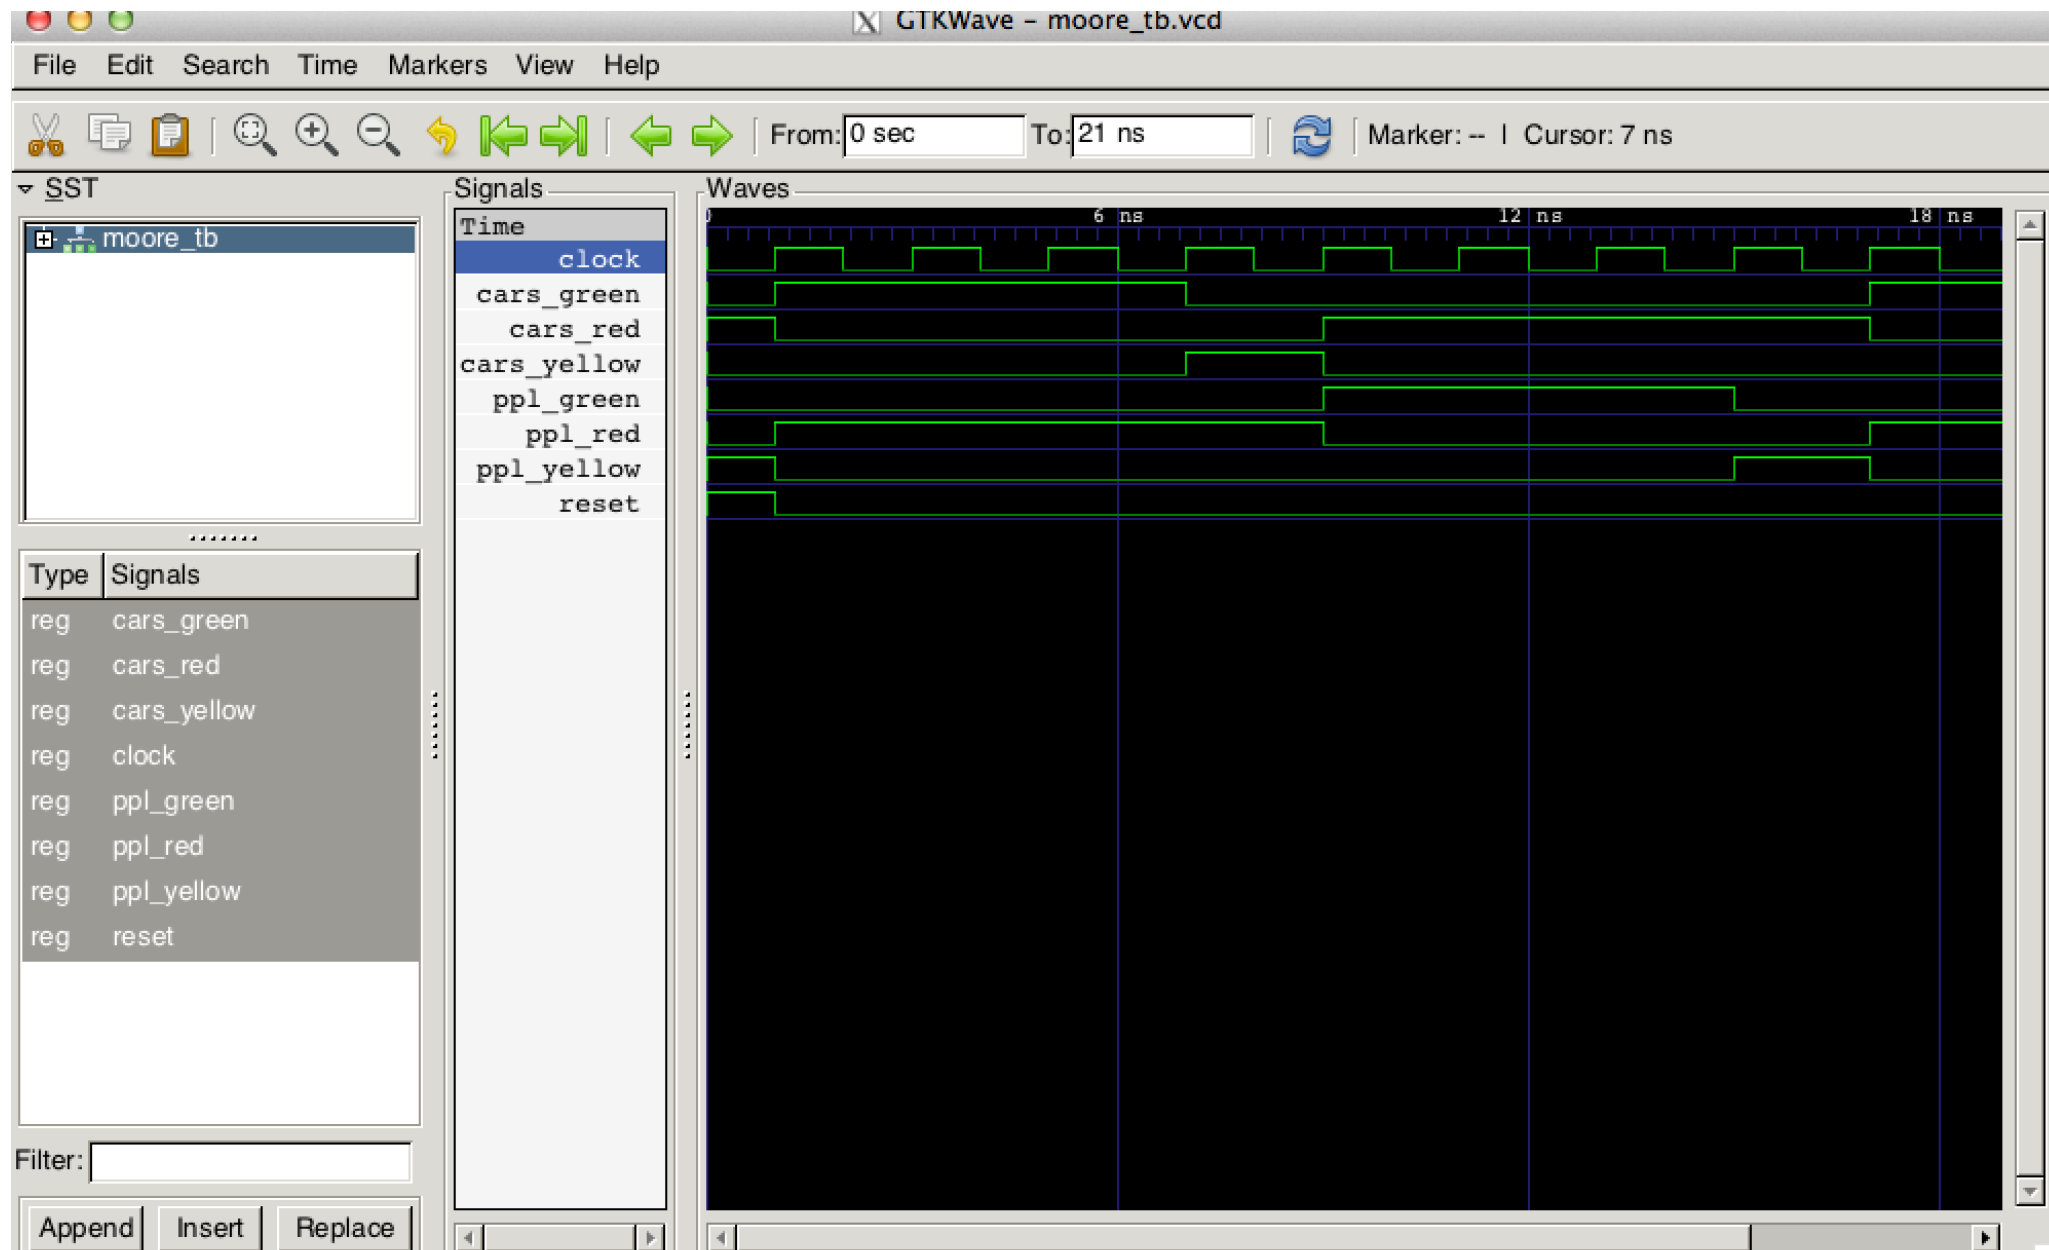 GTKWave - moore_tb.vcd
File Edit Search Time Markers View Help
From: 0 sec To: 21 ns Marker: -- | Cursor: 7 ns
SST
moore_tb
Type Signals
reg cars_green
reg cars_red
reg cars_yellow
reg clock
reg ppl_green
reg ppl_red
reg ppl_yellow
reg reset
Filter:
Append Insert Replace
Signals
Time
clock
cars_green
cars_red
cars_yellow
ppl_green
ppl_red
ppl_yellow
reset
Waves
6 ns 12 ns 18 ns